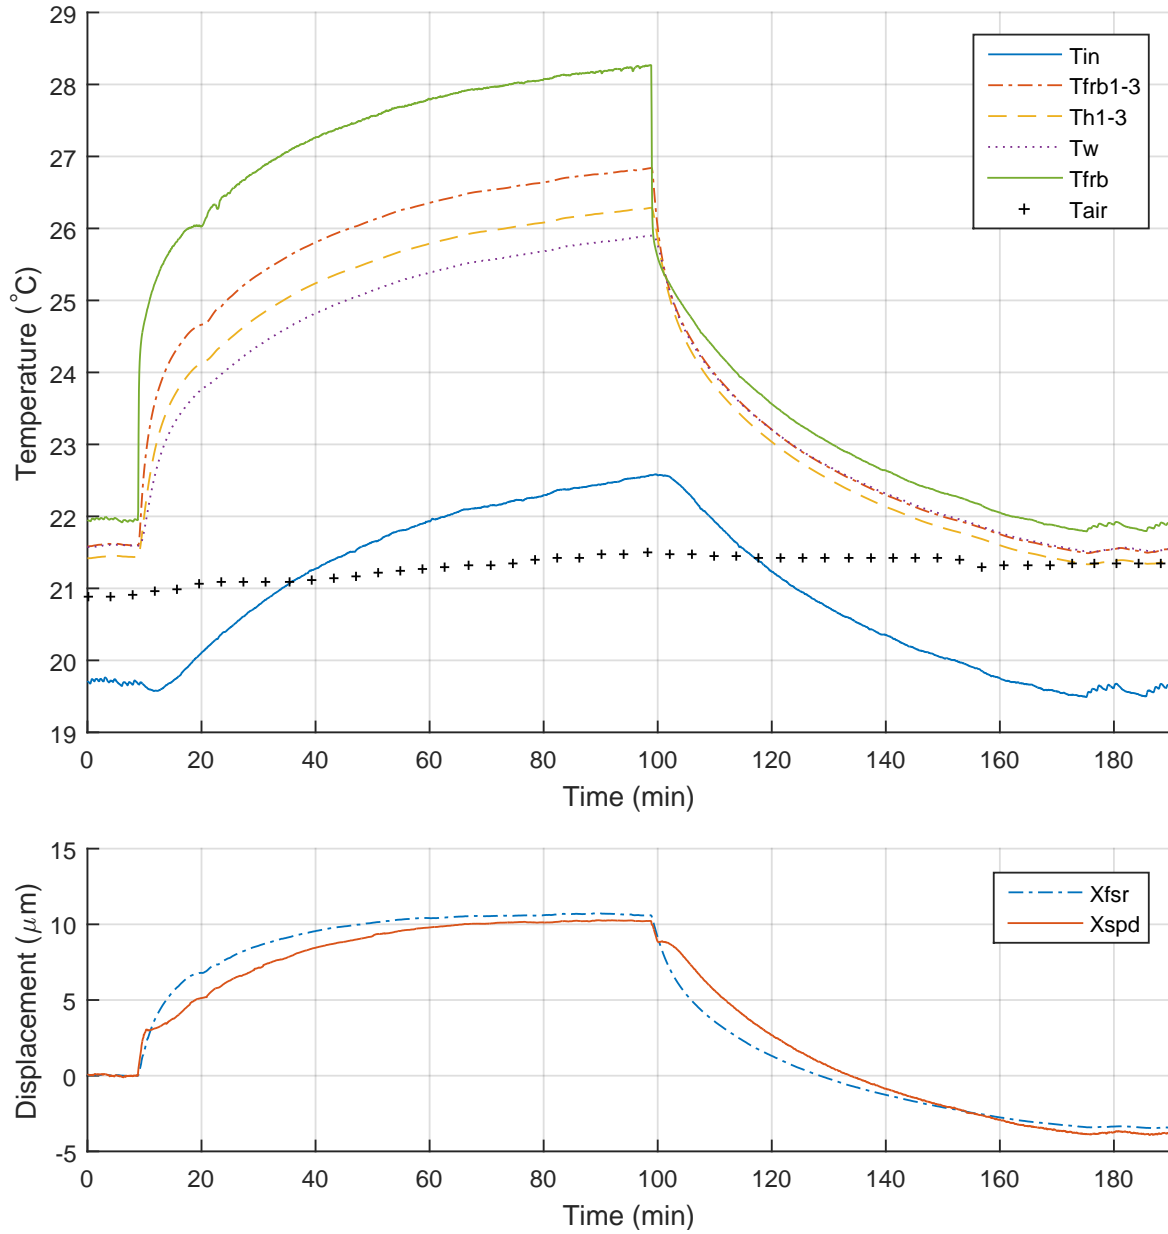 29
28
27
26
25
24
23
22
21
20
19
Temperature (°C)
0 20 40 60 80 100 120 140 160 180
Time (min)
Tin
Tfrb1-3
Th1-3
Tw
Tfrb
Tair
15
10
5
0
-5
Displacement (μm)
0 20 40 60 80 100 120 140 160 180
Time (min)
Xfsr
Xspd